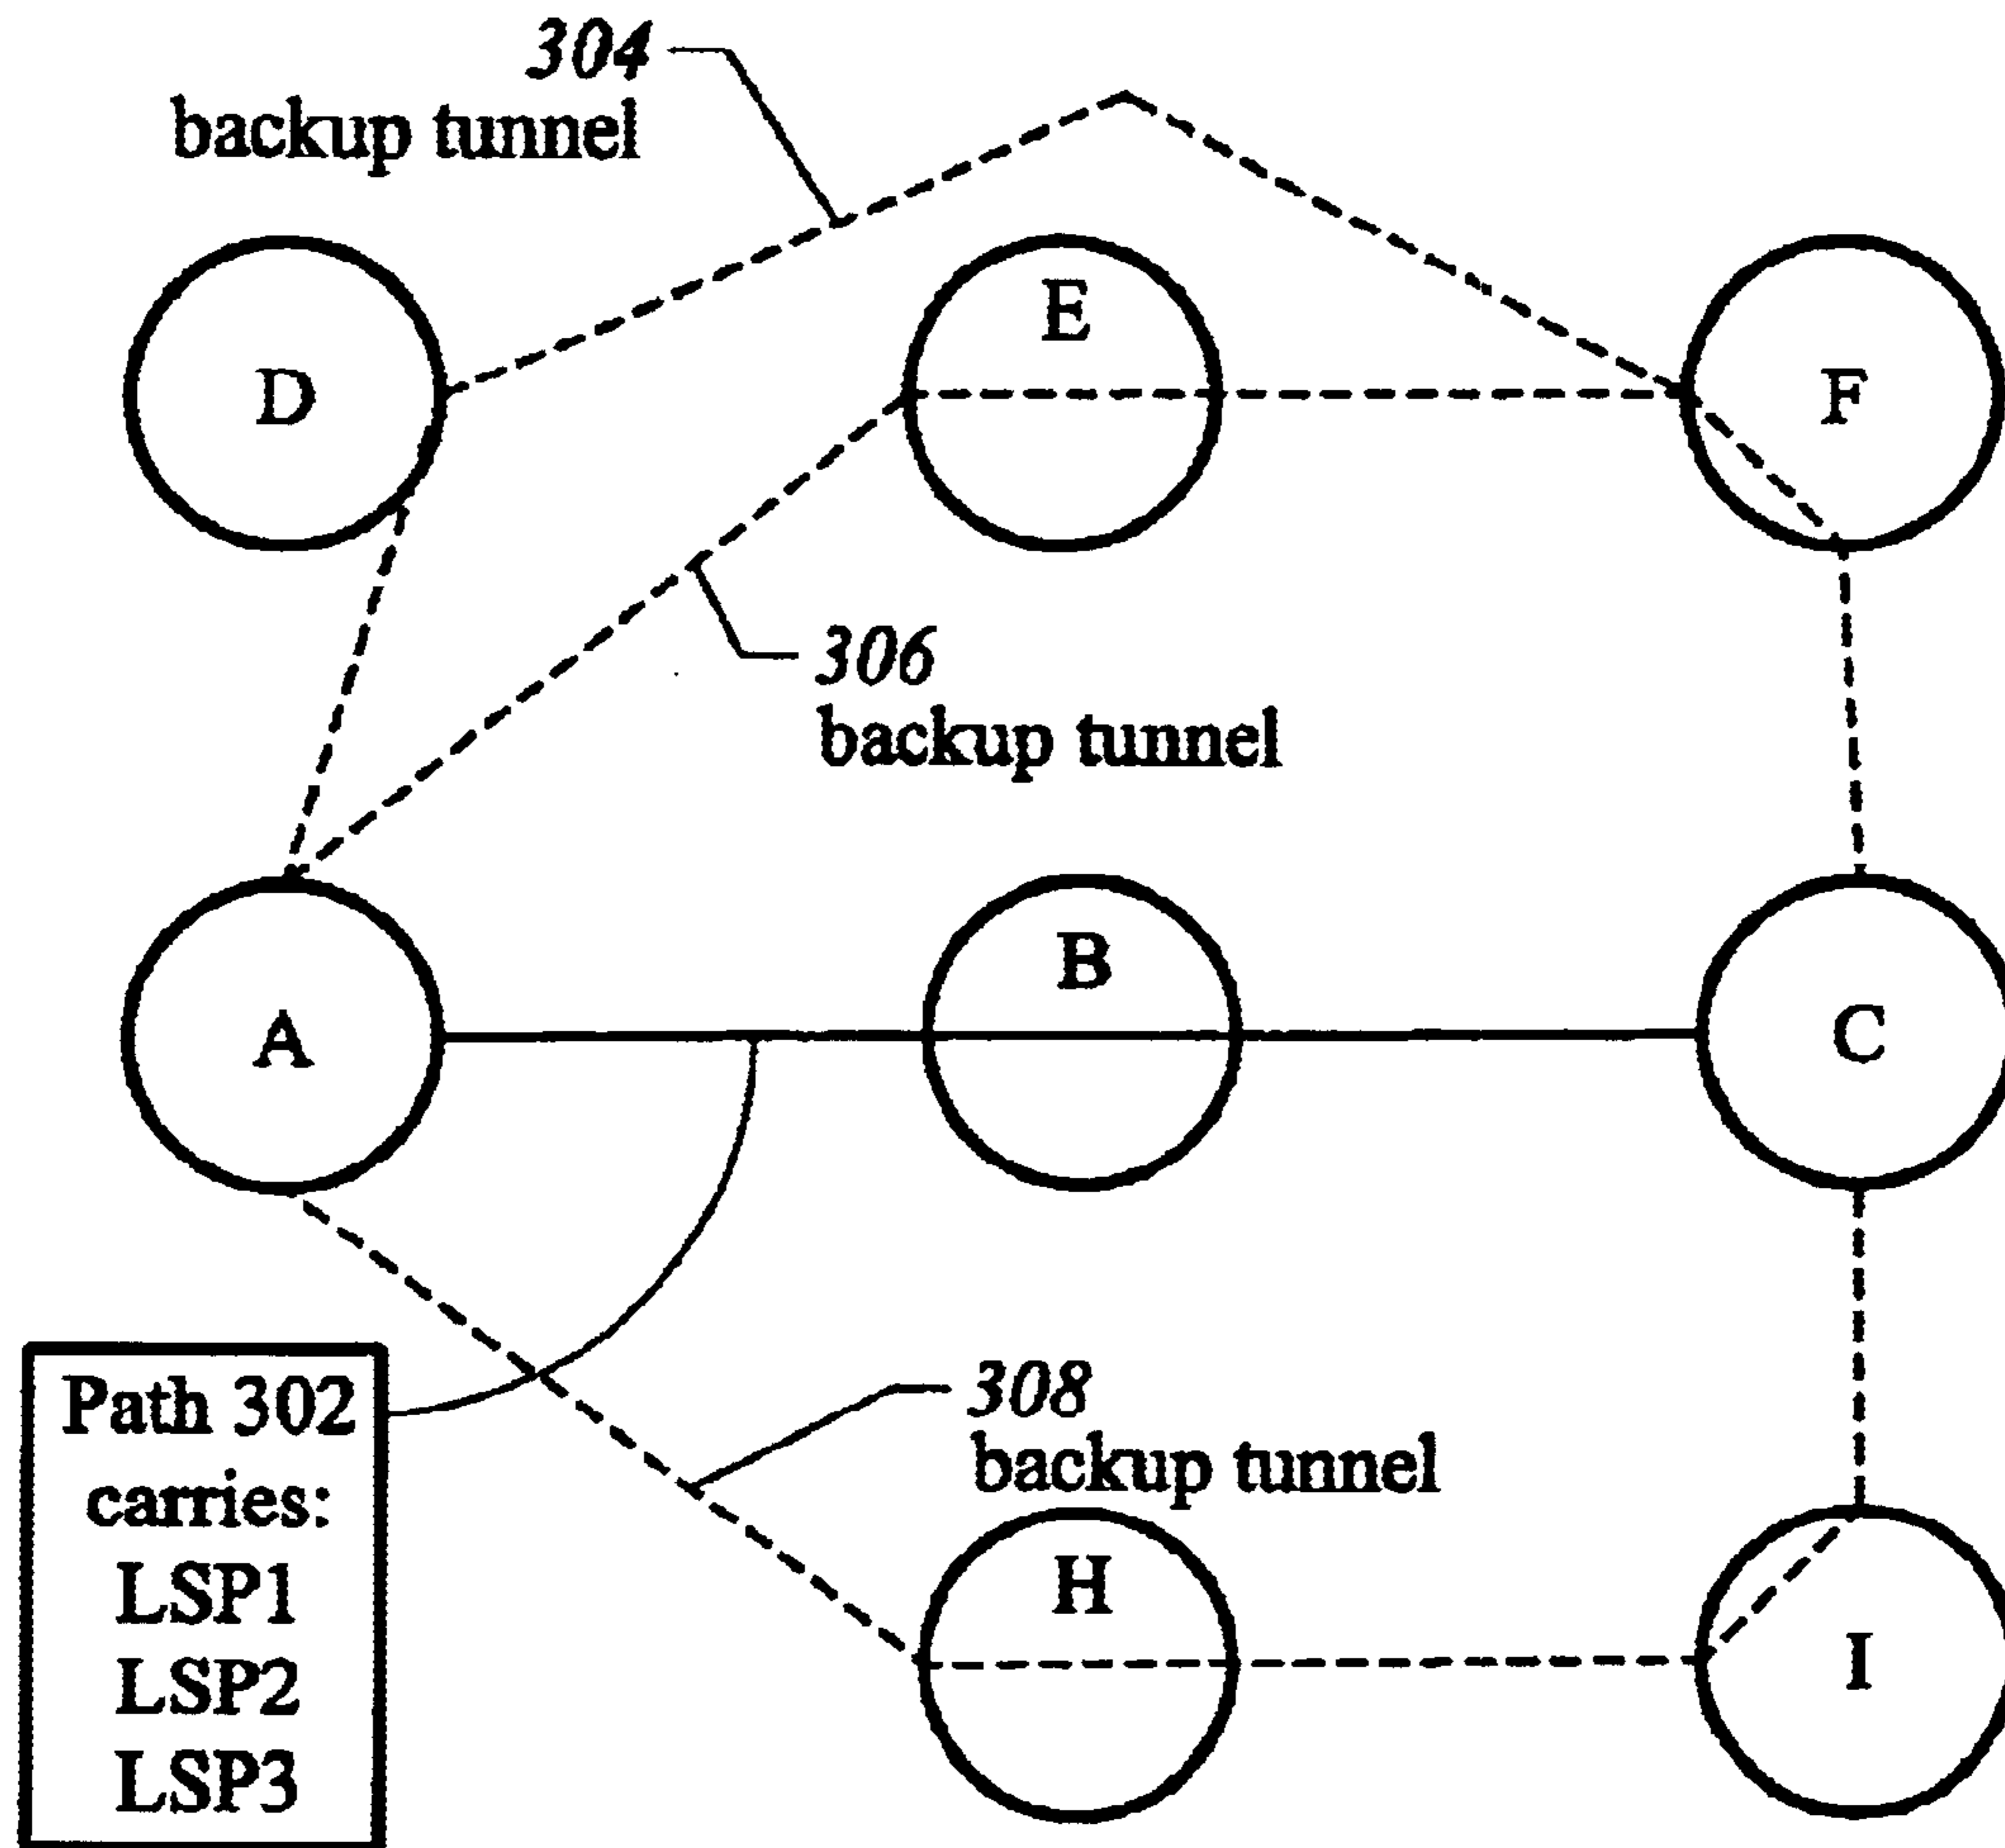 304
backup tunnel
D
E
F
306
backup tunnel
A
B
C
Path 302
carries:
LSP1
LSP2
LSP3
308
backup tunnel
H
I